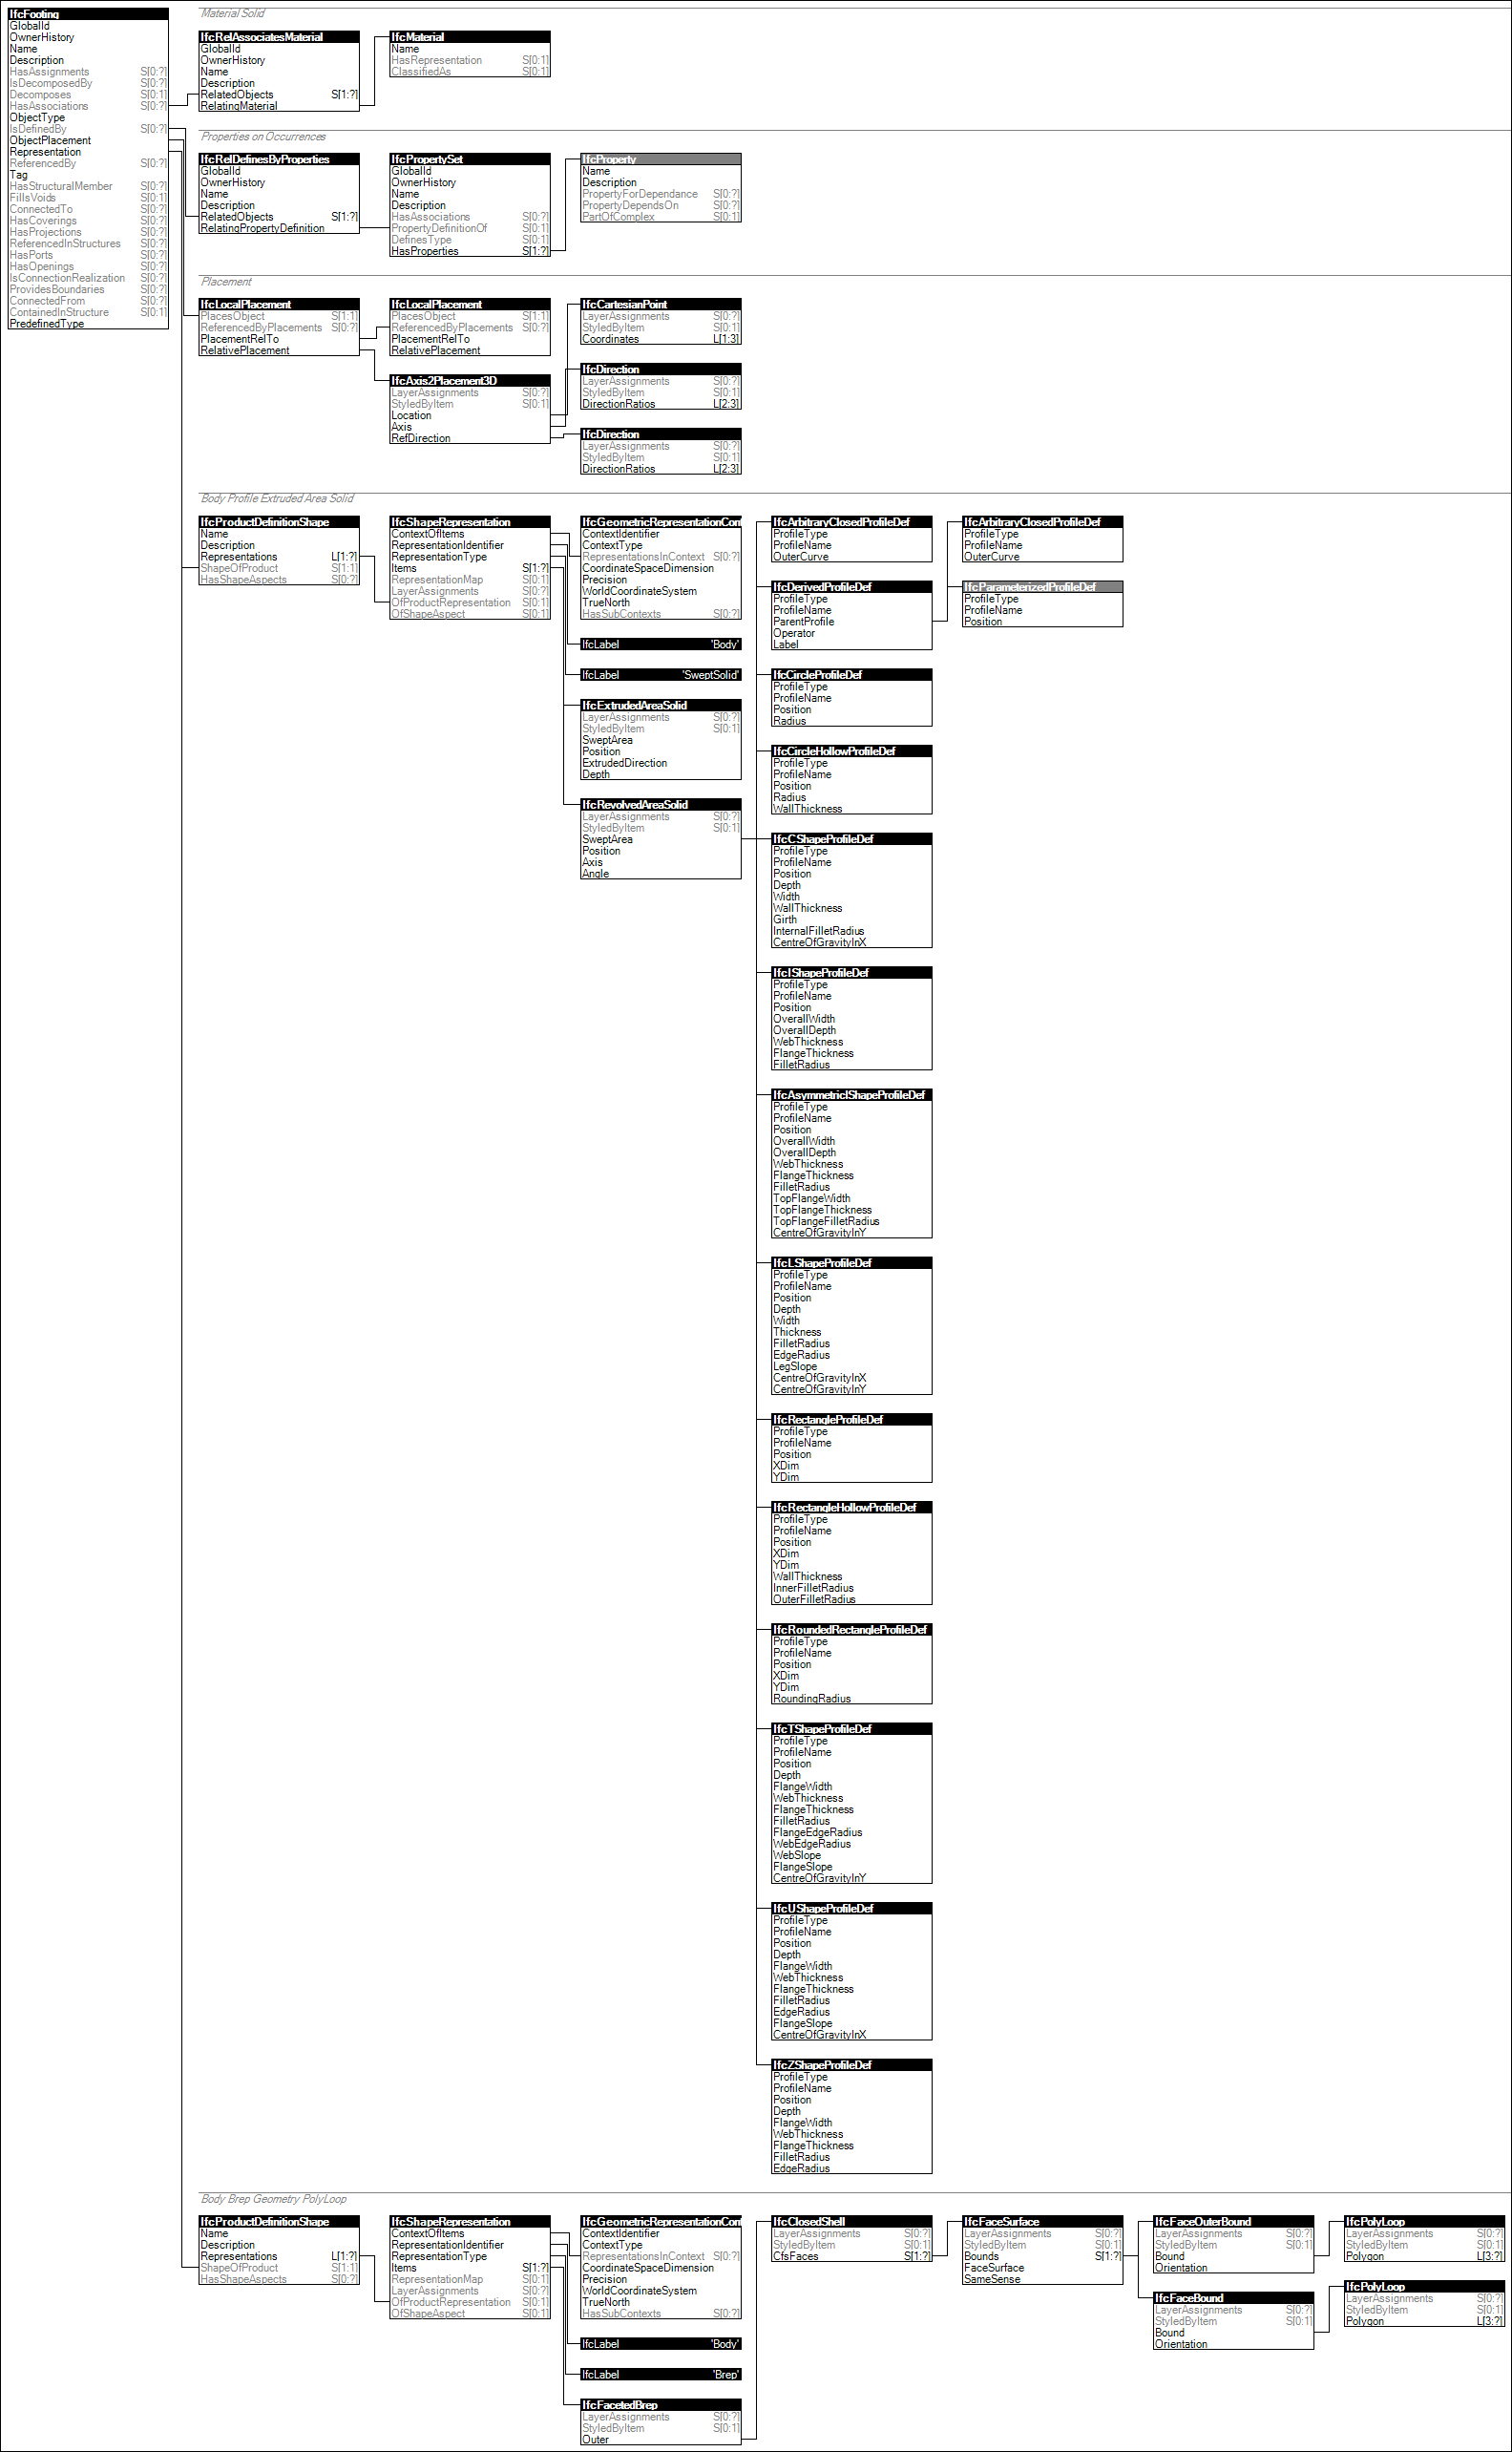 IfcFooting
GlobalId
OwnerHistory
Name
Description
HasAssignments S[0:?]
IsDecomposedBy S[0:?]
Decomposes S[0:1]
HasAssociations S[0:?]
ObjectType
IsDefinedBy S[0:?]
ObjectPlacement
Representation
ReferencedBy S[0:?]
Tag
HasStructuralMember S[0:?]
FillsVoids S[0:1]
ConnectedTo S[0:?]
HasCoverings S[0:?]
HasProjections S[0:?]
ReferencedInStructures S[0:?]
HasPorts S[0:?]
HasOpenings S[0:?]
IsConnectionRealization S[0:?]
ProvidesBoundaries S[0:?]
ConnectedFrom S[0:?]
ContainedInStructure S[0:1]
PredefinedType
Material Solid
IfcRelAssociatesMaterial
GlobalId
OwnerHistory
Name
Description
RelatedObjects S[1:?]
RelatingMaterial
IfcMaterial
Name
HasRepresentation S[0:1]
ClassifiedAs S[0:1]
Properties on Occurrences
IfcRelDefinesByProperties
GlobalId
OwnerHistory
Name
Description
RelatedObjects S[1:?]
RelatingPropertyDefinition
IfcPropertySet
GlobalId
OwnerHistory
Name
Description
HasAssociations S[0:?]
PropertyDefinitionOf S[0:1]
DefinesType S[0:1]
HasProperties S[1:?]
IfcProperty
Name
Description
PropertyForDependance S[0:?]
PropertyDependsOn S[0:?]
PartOfComplex S[0:1]
Placement
IfcLocalPlacement
PlacesObject S[1:1]
ReferencedByPlacements S[0:?]
PlacementRelTo
RelativePlacement
IfcLocalPlacement
PlacesObject S[1:1]
ReferencedByPlacements S[0:?]
PlacementRelTo
RelativePlacement
IfcAxis2Placement3D
LayerAssignments S[0:?]
StyledByItem S[0:1]
Location
Axis
RefDirection
IfcCartesianPoint
LayerAssignments S[0:?]
StyledByItem S[0:1]
Coordinates L[1:3]
IfcDirection
LayerAssignments S[0:?]
StyledByItem S[0:1]
DirectionRatios L[2:3]
IfcDirection
LayerAssignments S[0:?]
StyledByItem S[0:1]
DirectionRatios L[2:3]
Body Profile Extruded Area Solid
IfcProductDefinitionShape
Name
Description
Representations L[1:?]
ShapeOfProduct S[1:1]
HasShapeAspects S[0:?]
IfcShapeRepresentation
ContextOfItems
RepresentationIdentifier
RepresentationType
Items S[1:?]
RepresentationMap S[0:1]
LayerAssignments S[0:?]
OfProductRepresentation S[0:1]
OfShapeAspect S[0:1]
IfcGeometricRepresentationCont
ContextIdentifier
ContextType
RepresentationsInContext S[0:?]
CoordinateSpaceDimension
Precision
WorldCoordinateSystem
TrueNorth
HasSubContexts S[0:?]
IfcLabel 'Body'
IfcLabel 'SweptSolid'
IfcExtrudedAreaSolid
LayerAssignments S[0:?]
StyledByItem S[0:1]
SweptArea
Position
ExtrudedDirection
Depth
IfcRevolvedAreaSolid
LayerAssignments S[0:?]
StyledByItem S[0:1]
SweptArea
Position
Axis
Angle
IfcArbitraryClosedProfileDef
ProfileType
ProfileName
OuterCurve
IfcDerivedProfileDef
ProfileType
ProfileName
ParentProfile
Operator
Label
IfcArbitraryClosedProfileDef
ProfileType
ProfileName
OuterCurve
IfcParameterizedProfileDef
ProfileType
ProfileName
Position
IfcCircleProfileDef
ProfileType
ProfileName
Position
Radius
IfcCircleHollowProfileDef
ProfileType
ProfileName
Position
Radius
WallThickness
IfcCShapeProfileDef
ProfileType
ProfileName
Position
Depth
Width
WallThickness
Girth
InternalFilletRadius
CentreOfGravityInX
IfcIShapeProfileDef
ProfileType
ProfileName
Position
OverallWidth
OverallDepth
WebThickness
FlangeThickness
FilletRadius
IfcAsymmetricIShapeProfileDef
ProfileType
ProfileName
Position
OverallWidth
OverallDepth
WebThickness
FlangeThickness
FilletRadius
TopFlangeWidth
TopFlangeThickness
TopFlangeFilletRadius
CentreOfGravityInY
IfcLShapeProfileDef
ProfileType
ProfileName
Position
Depth
Width
Thickness
FilletRadius
EdgeRadius
LegSlope
CentreOfGravityInX
CentreOfGravityInY
IfcRectangleProfileDef
ProfileType
ProfileName
Position
XDim
YDim
IfcRectangleHollowProfileDef
ProfileType
ProfileName
Position
XDim
YDim
WallThickness
InnerFilletRadius
OuterFilletRadius
IfcRoundedRectangleProfileDef
ProfileType
ProfileName
Position
XDim
YDim
RoundingRadius
IfcTShapeProfileDef
ProfileType
ProfileName
Position
Depth
FlangeWidth
WebThickness
FlangeThickness
FilletRadius
FlangeEdgeRadius
WebEdgeRadius
WebSlope
FlangeSlope
CentreOfGravityInY
IfcUShapeProfileDef
ProfileType
ProfileName
Position
Depth
FlangeWidth
WebThickness
FlangeThickness
FilletRadius
EdgeRadius
FlangeSlope
CentreOfGravityInX
IfcZShapeProfileDef
ProfileType
ProfileName
Position
Depth
FlangeWidth
WebThickness
FlangeThickness
FilletRadius
EdgeRadius
Body Brep Geometry PolyLoop
IfcProductDefinitionShape
Name
Description
Representations L[1:?]
ShapeOfProduct S[1:1]
HasShapeAspects S[0:?]
IfcShapeRepresentation
ContextOfItems
RepresentationIdentifier
RepresentationType
Items S[1:?]
RepresentationMap S[0:1]
LayerAssignments S[0:?]
OfProductRepresentation S[0:1]
OfShapeAspect S[0:1]
IfcGeometricRepresentationCont
ContextIdentifier
ContextType
RepresentationsInContext S[0:?]
CoordinateSpaceDimension
Precision
WorldCoordinateSystem
TrueNorth
HasSubContexts S[0:?]
IfcLabel 'Body'
IfcLabel 'Brep'
IfcFacetedBrep
LayerAssignments S[0:?]
StyledByItem S[0:1]
Outer
IfcClosedShell
LayerAssignments S[0:?]
StyledByItem S[0:1]
CfsFaces S[1:?]
IfcFaceSurface
LayerAssignments S[0:?]
StyledByItem S[0:1]
Bounds S[1:?]
FaceSurface
SameSense
IfcFaceOuterBound
LayerAssignments S[0:?]
StyledByItem S[0:1]
Bound
Orientation
IfcFaceBound
LayerAssignments S[0:?]
StyledByItem S[0:1]
Bound
Orientation
IfcPolyLoop
LayerAssignments S[0:?]
StyledByItem S[0:1]
Polygon L[3:?]
IfcPolyLoop
LayerAssignments S[0:?]
StyledByItem S[0:1]
Polygon L[3:?]